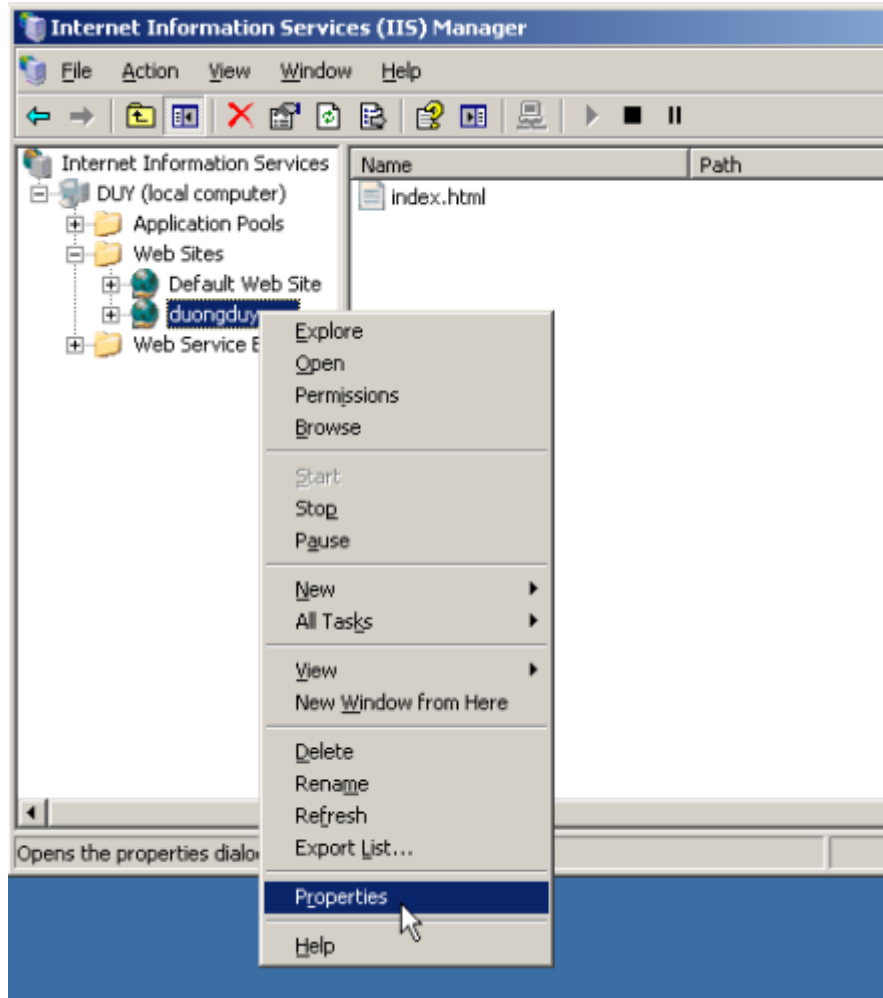 Internet Information Services (IIS) Manager
File Action View Window Help
Internet Information Services
DUY (local computer)
Application Pools
Web Sites
Default Web Site
duongduy
Web Service
Name Path
index.html
Explore
Open
Permissions
Browse
Start
Stop
Pause
New
All Tasks
View
New Window from Here
Delete
Rename
Refresh
Export List...
Properties
Help
Opens the properties